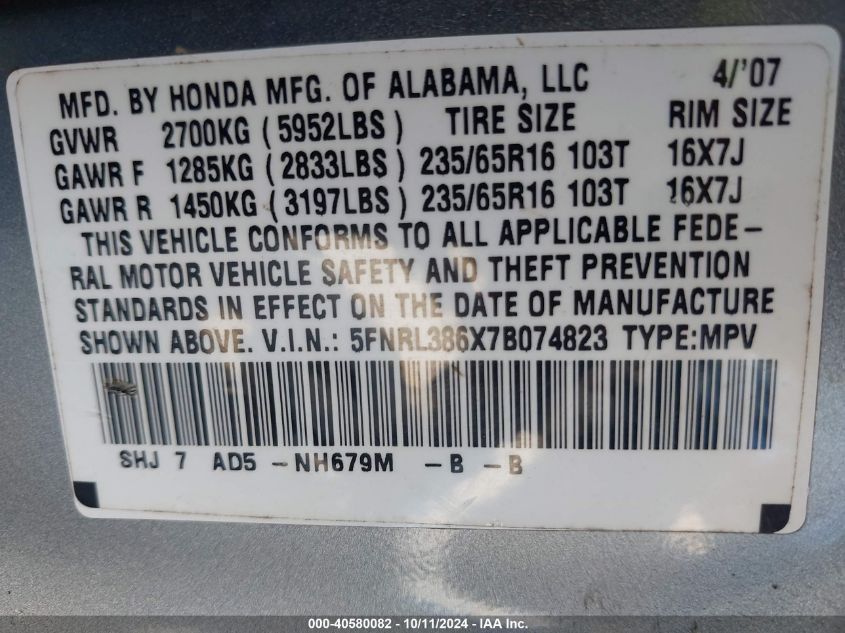 MFD. BY HONDA MFG. OF ALABAMA, LLC 4/'07
GVWR 2700KG (5952LBS) TIRE SIZE RIM SIZE
GAWR F 1285KG (2833LBS) 235/65R16 103T 16X7J
GAWR R 1450KG (3197LBS) 235/65R16 103T 16X7J
THIS VEHICLE CONFORMS TO ALL APPLICABLE FEDE-
RAL MOTOR VEHICLE SAFETY AND THEFT PREVENTION
STANDARDS IN EFFECT ON THE DATE OF MANUFACTURE
SHOWN ABOVE. V.I.N.: 5FNRL386X7B074823 TYPE:MPV
SHJ 7 AD5 -NH679M -B -B
000-40580082 - 10/11/2024 - IAA Inc.